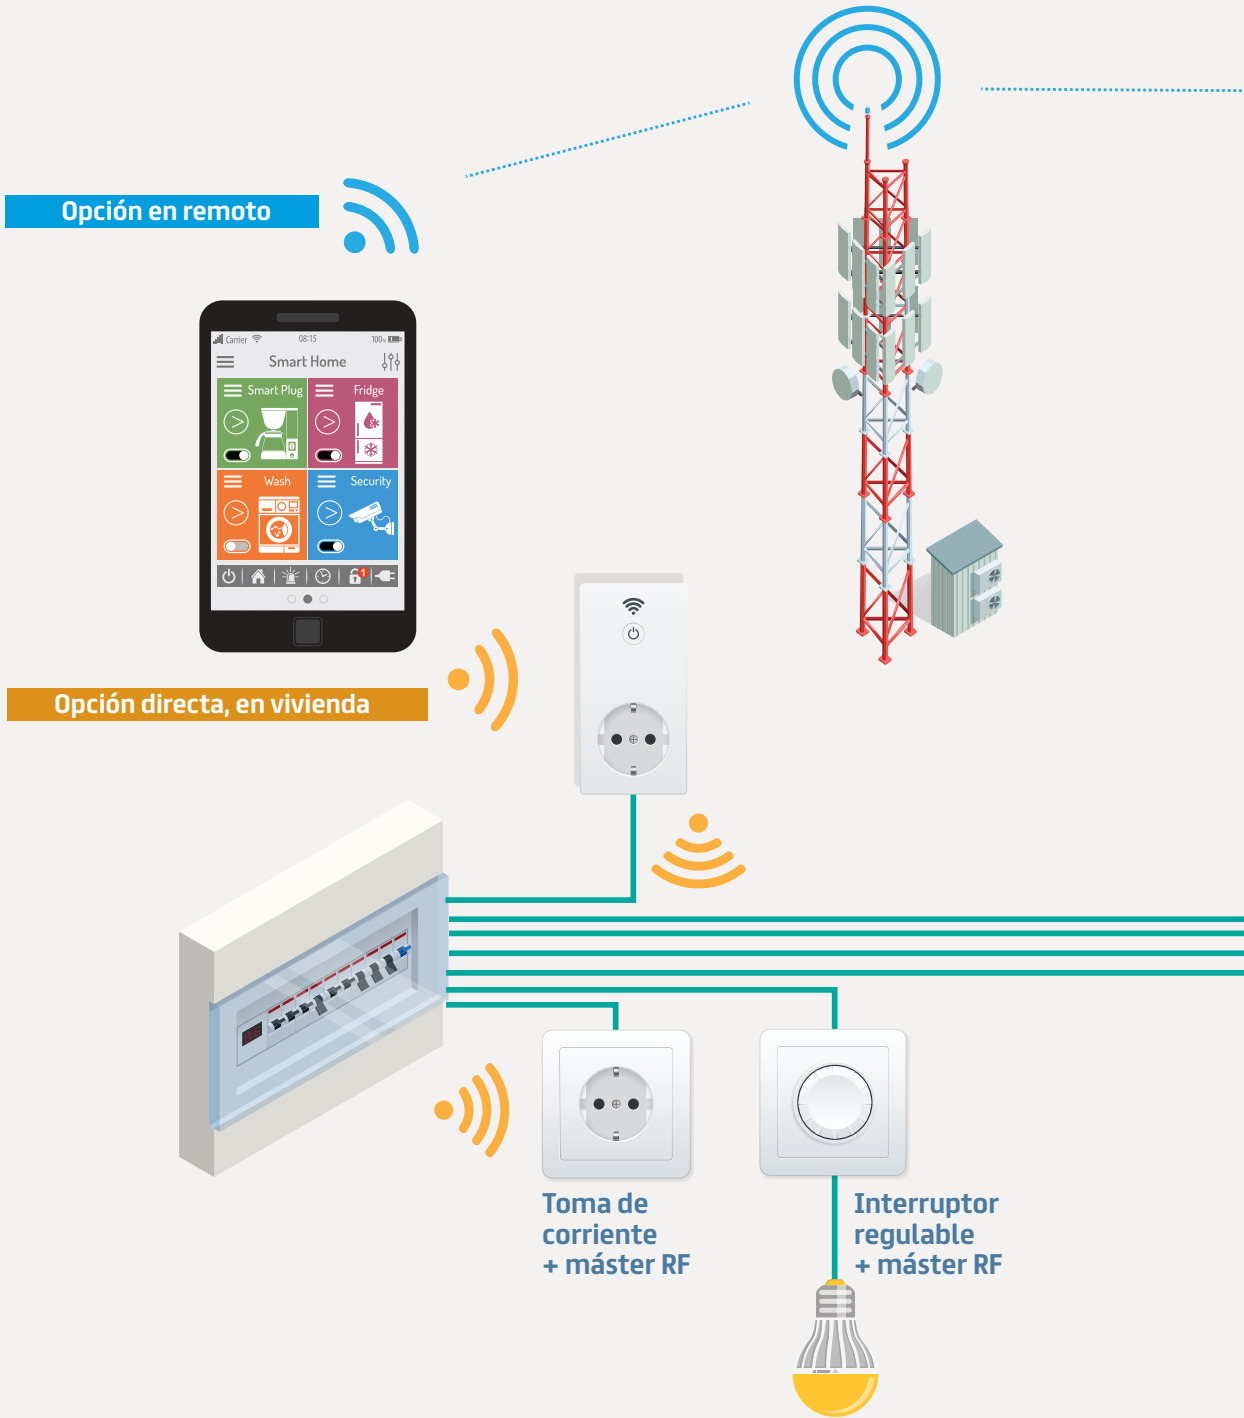 Opción en remoto
Carrier 08:15 100%
Smart Home
Smart Plug Fridge
Wash Security
1
Opción directa, en vivienda
Toma de
corriente
+ máster RF
Interruptor
regulable
+ máster RF